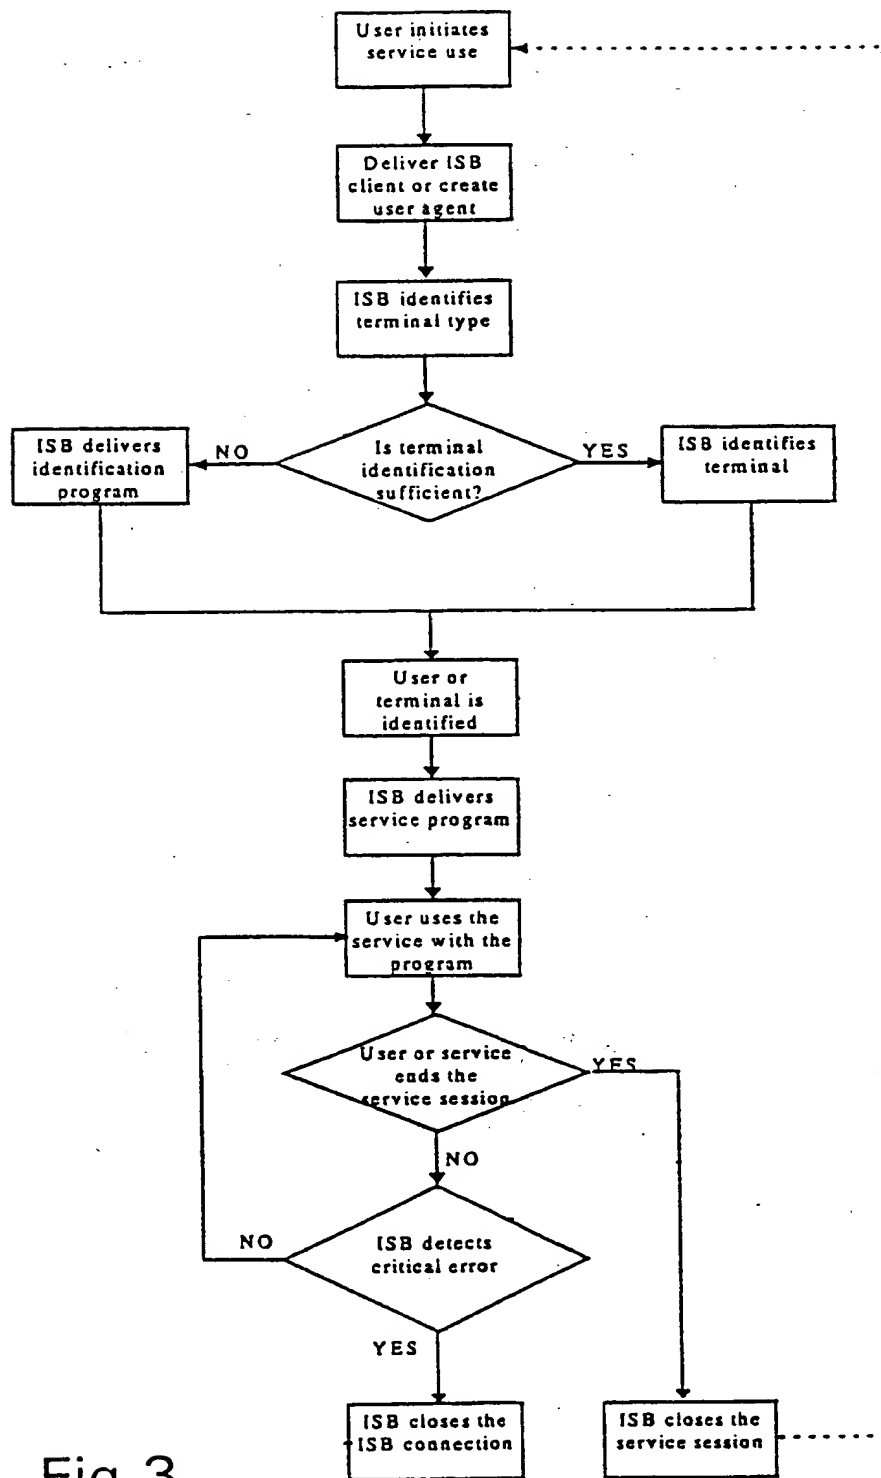 User initiates
service use
Deliver ISB
client or create
user agent
ISB identifies
terminal type
ISB delivers
identification
program
NO
Is terminal
identification
sufficient?
YES
ISB identifies
terminal
User or
terminal is
identified
ISB delivers
service program
User uses the
service with the
program
User or service
ends the
service session
YES
NO
NO
ISB detects
critical error
YES
ISB closes the
ISB connection
ISB closes the
service session
Fig. 3